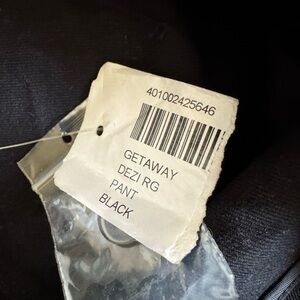 401002425646
GETAWAY
DEZI RG
PANT
BLACK